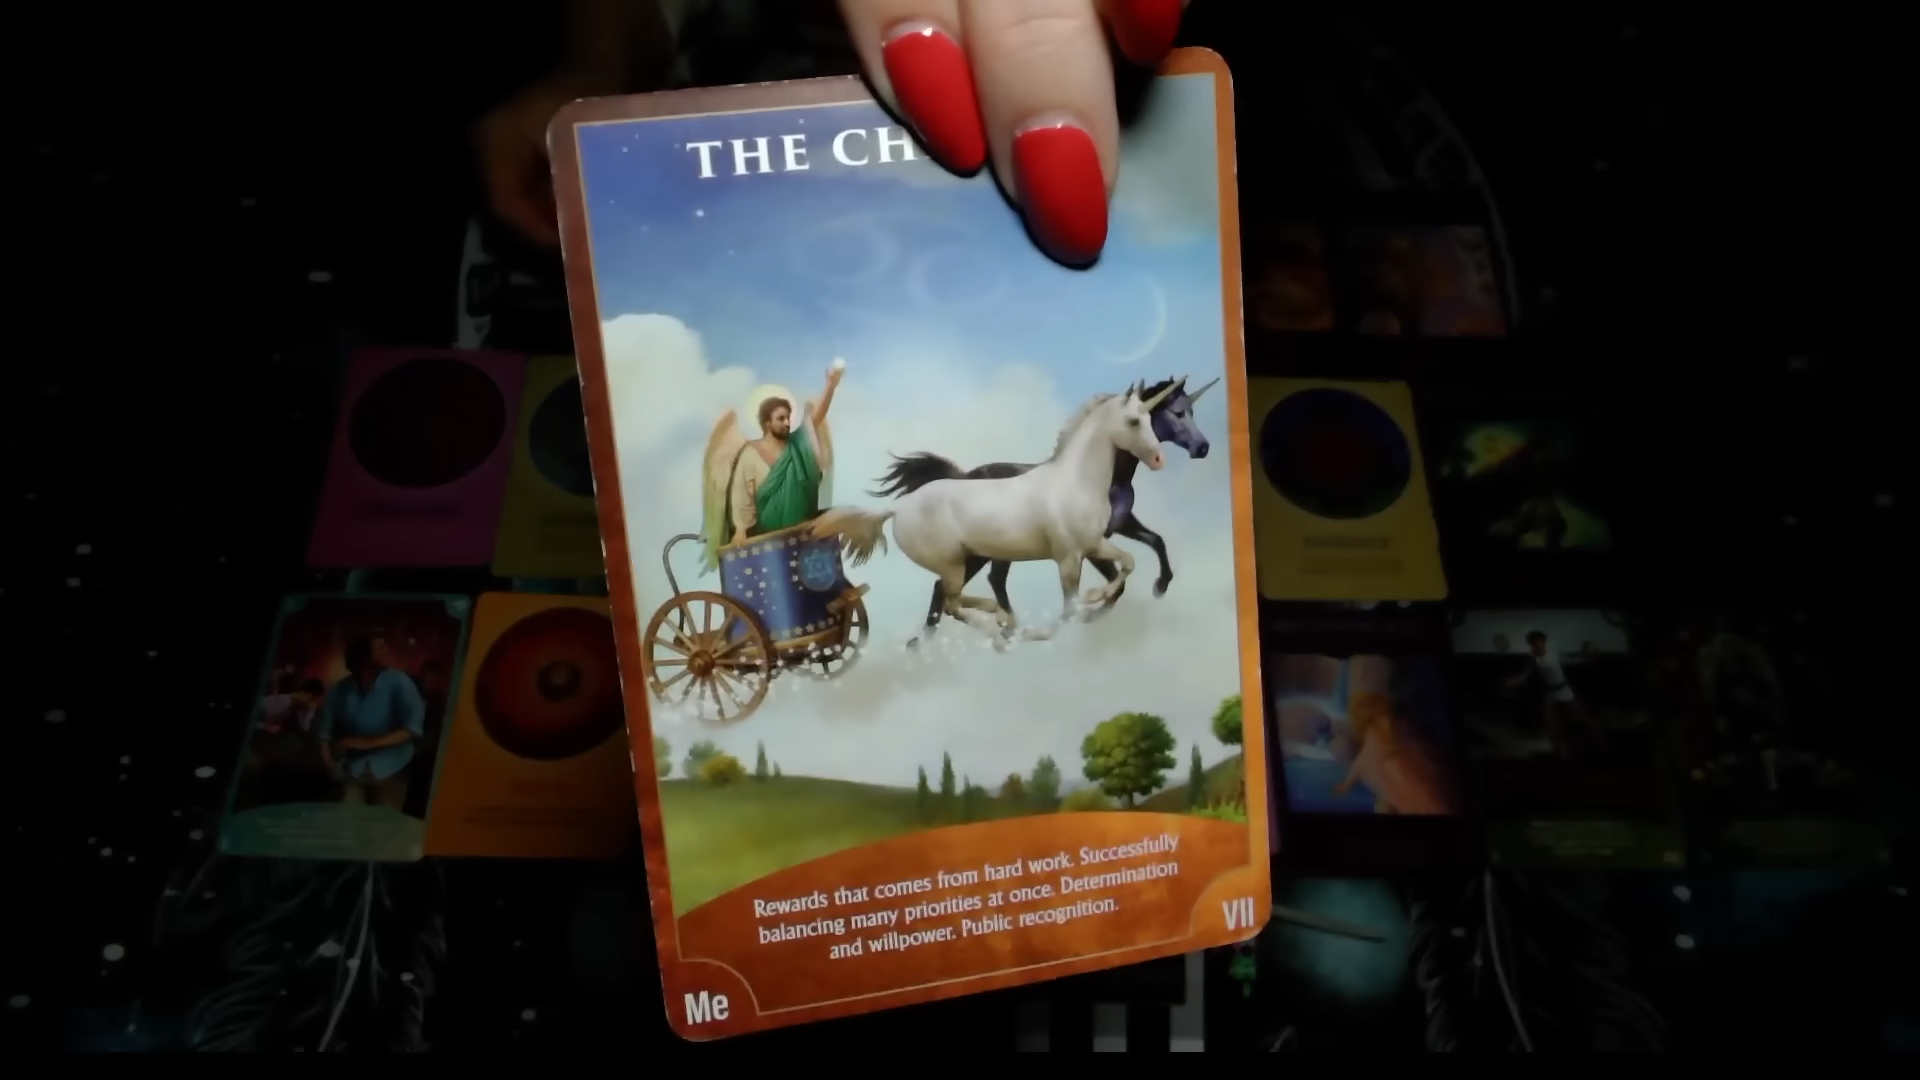 THE CH
Rewards that comes from hard work. Successfully
balancing many priorities at once. Determination
and willpower. Public recognition.
VII
Me